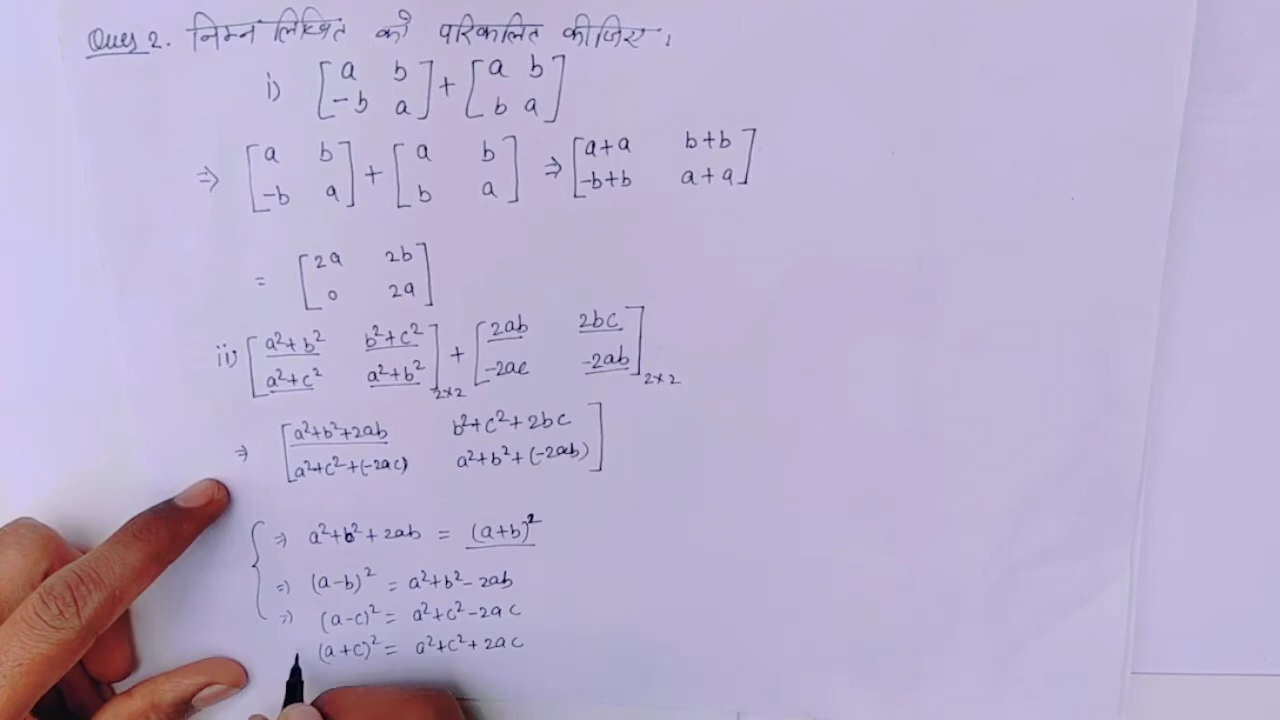 Ques 2. निम्न लिखित को परिकलित कीजिए।
i) [a b −b a] + [a b b a]
⇒ [a b −b a] + [a b b a] ⇒ [a+a b+b −b+b a+a]
= [2a 2b 0 2a]
ii) [a²+b² b²+c² a²+c² a²+b²]2×2 + [2ab 2bc −2ac −2ab]2×2
⇒ [a²+b²+2ab b²+c²+2bc a²+c²+(−2ac) a²+b²+(−2ab)]
{ ⇒ a²+b²+2ab = (a+b)²
⇒ (a−b)² = a²+b²−2ab
⇒ (a−c)² = a²+c²−2ac
(a+c)² = a²+c²+2ac